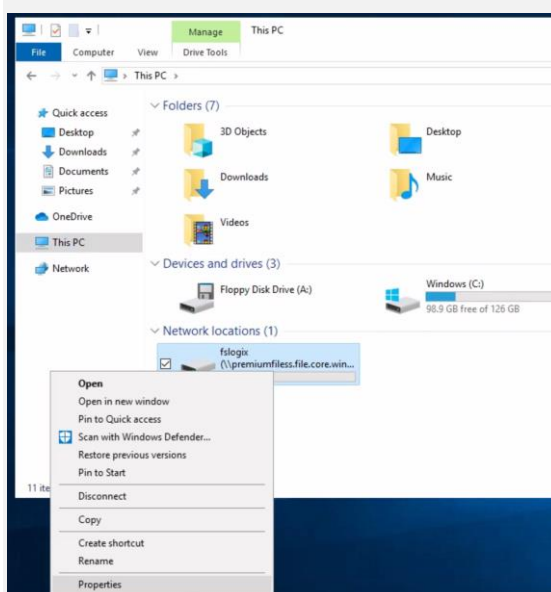 Manage This PC
File Computer View Drive Tools
This PC
Quick access
Desktop
Downloads
Documents
Pictures
OneDrive
This PC
Network
Folders (7)
3D Objects Desktop
Downloads Music
Videos
Devices and drives (3)
Floppy Disk Drive (A:) Windows (C:)
98.9 GB free of 126 GB
Network locations (1)
fslogix
(\\premiumfiless.file.core.win...
Open
Open in new window
Pin to Quick access
Scan with Windows Defender...
Restore previous versions
Pin to Start
11 ite
Disconnect
Copy
Create shortcut
Rename
Properties